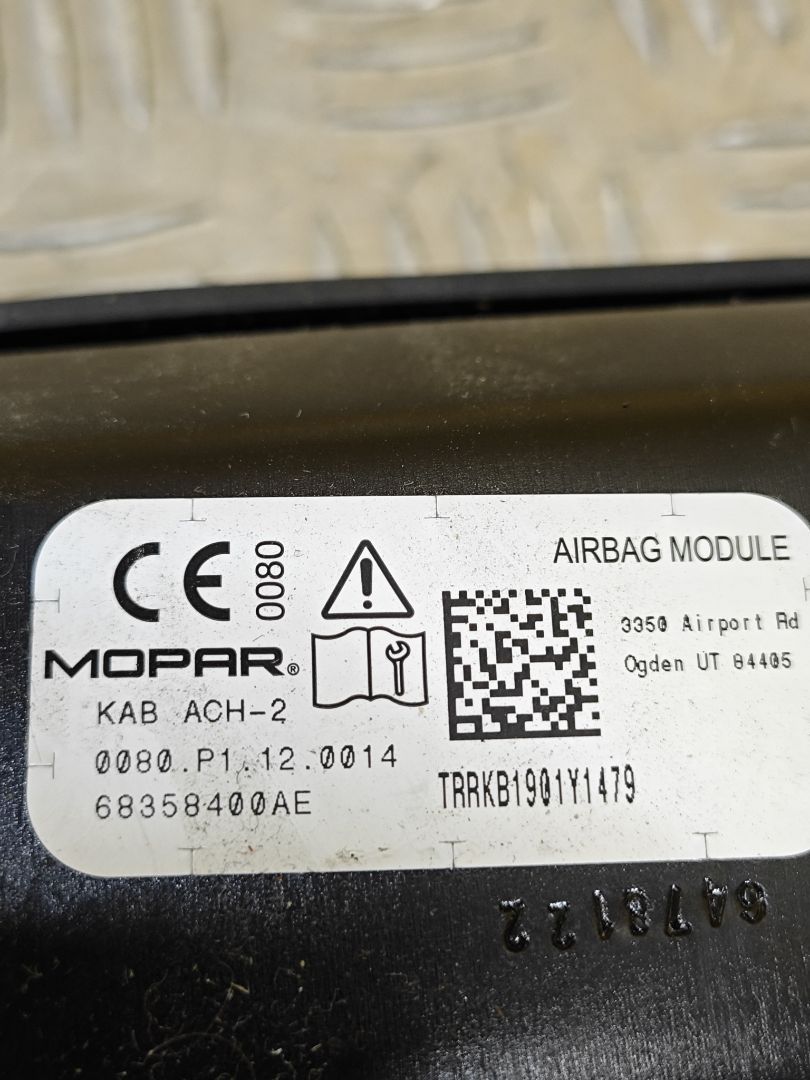 CE 0080
AIRBAG MODULE
3350 Airport Rd
Ogden UT 84405
MOPAR®
KAB ACH-2
0080.P1.12.0014
68358400AE
TRRKB1901Y1479
6478122